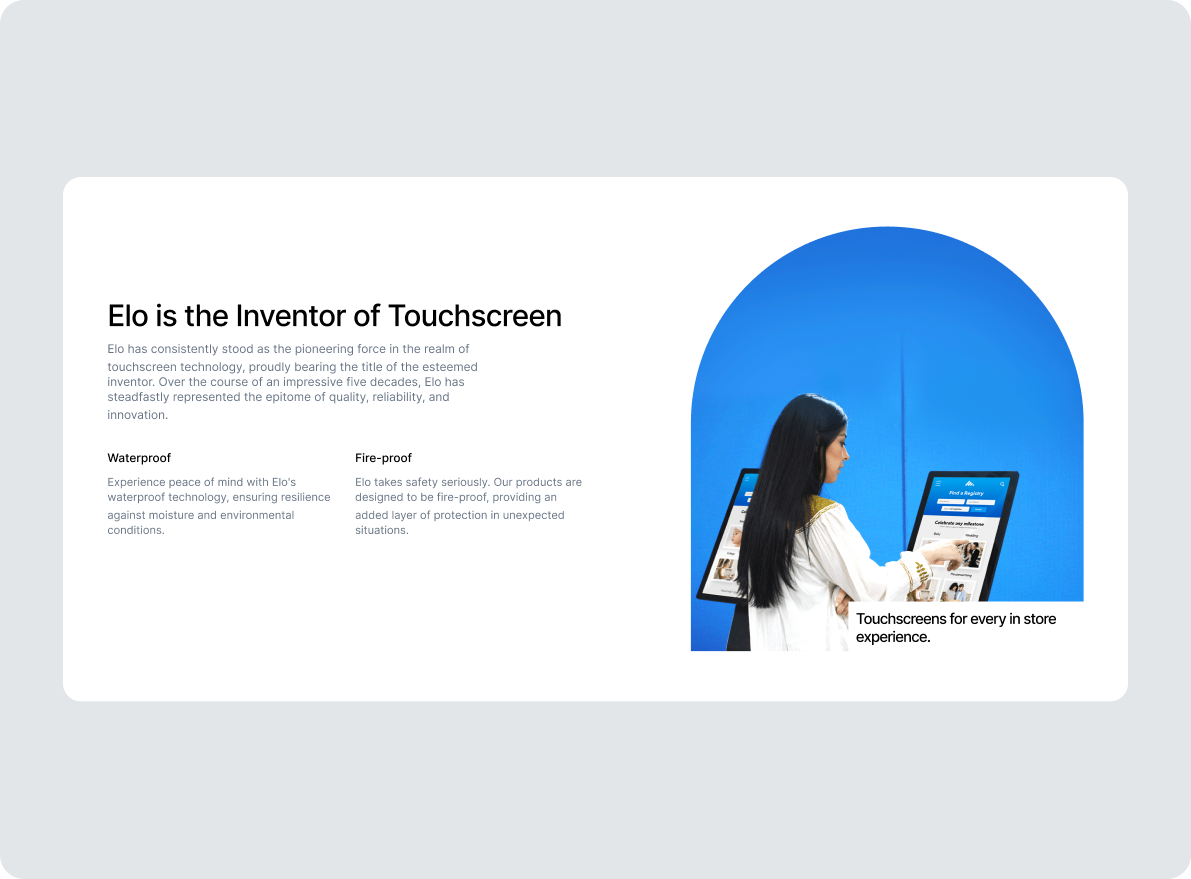 Elo is the Inventor of Touchscreen
Elo has consistently stood as the pioneering force in the realm of
touchscreen technology, proudly bearing the title of the esteemed
inventor. Over the course of an impressive five decades, Elo has
steadfastly represented the epitome of quality, reliability, and
innovation.
Waterproof
Experience peace of mind with Elo's
waterproof technology, ensuring resilience
against moisture and environmental
conditions.
Fire-proof
Elo takes safety seriously. Our products are
designed to be fire-proof, providing an
added layer of protection in unexpected
situations.
Find a Registry
Celebrate any milestone
Baby
Wedding
Housewarming
Touchscreens for every in store
experience.